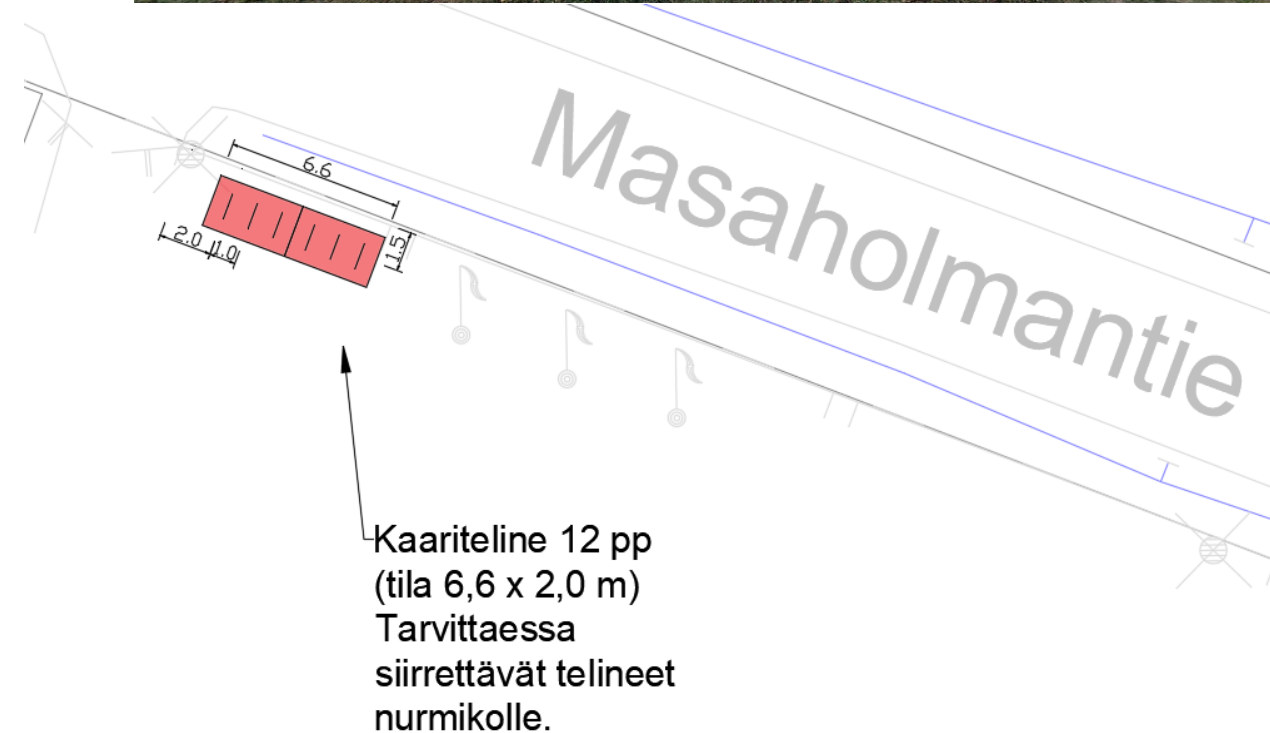 Masaholmantie
6.6
2.0
1.0
1.5
Kaariteline 12 pp
(tila 6,6 x 2,0 m)
Tarvittaessa
siirrettävät telineet
nurmikolle.